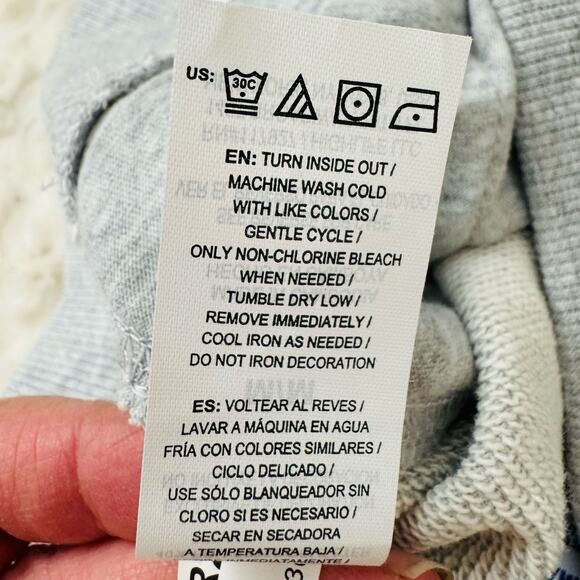 US: 30C
EN: TURN INSIDE OUT /
MACHINE WASH COLD
WITH LIKE COLORS /
GENTLE CYCLE /
ONLY NON-CHLORINE BLEACH
WHEN NEEDED /
TUMBLE DRY LOW /
REMOVE IMMEDIATELY /
COOL IRON AS NEEDED /
DO NOT IRON DECORATION
ES: VOLTEAR AL REVES /
LAVAR A MÁQUINA EN AGUA
FRÍA CON COLORES SIMILARES /
CICLO DELICADO /
USE SÓLO BLANQUEADOR SIN
CLORO SI ES NECESARIO /
SECAR EN SECADORA
A TEMPERATURA BAJA /
INMEDIATAMENTE /